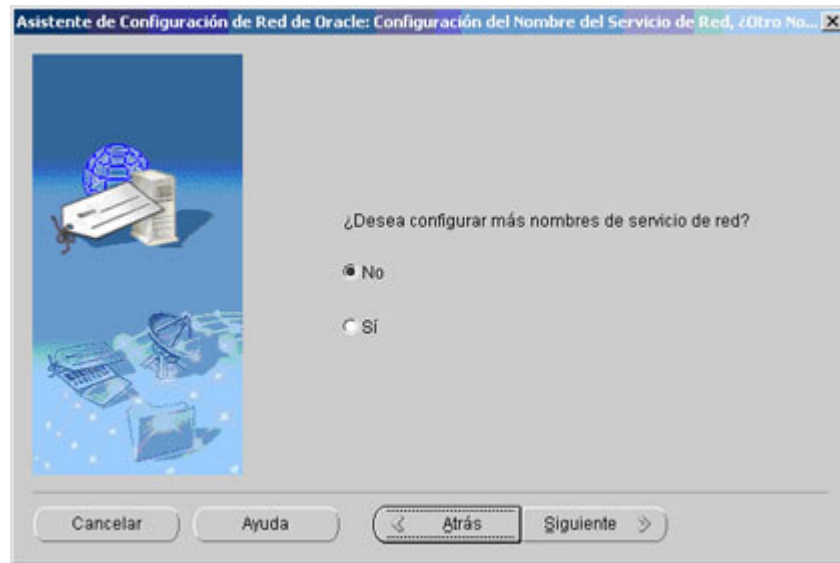 Asistente de Configuración de Red de Oracle: Configuración del Nombre del Servicio de Red, ¿Otro No...
¿Desea configurar más nombres de servicio de red?
No
Sí
Cancelar
Ayuda
Atrás
Siguiente